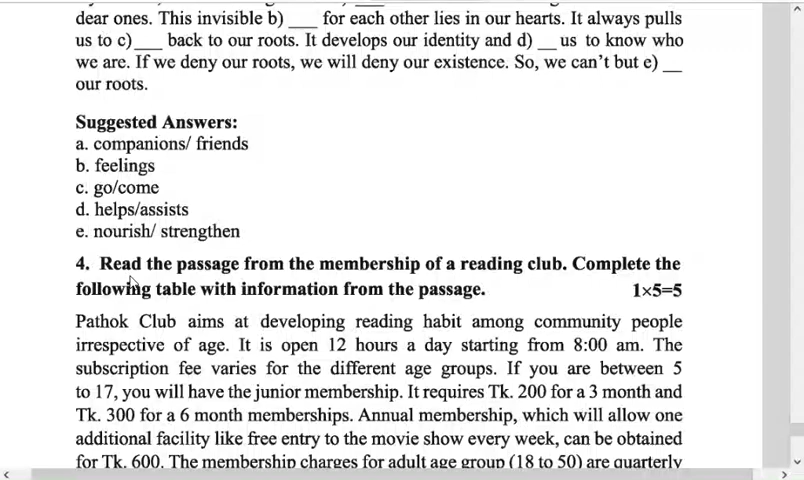 dear ones. This invisible b) ___ for each other lies in our hearts. It always pulls
us to c)___ back to our roots. It develops our identity and d) __ us to know who
we are. If we deny our roots, we will deny our existence. So, we can’t but e) __
our roots.
Suggested Answers:
a. companions/ friends
b. feelings
c. go/come
d. helps/assists
e. nourish/ strengthen
4. Read the passage from the membership of a reading club. Complete the
following table with information from the passage. 1×5=5
Pathok Club aims at developing reading habit among community people
irrespective of age. It is open 12 hours a day starting from 8:00 am. The
subscription fee varies for the different age groups. If you are between 5
to 17, you will have the junior membership. It requires Tk. 200 for a 3 month and
Tk. 300 for a 6 month memberships. Annual membership, which will allow one
additional facility like free entry to the movie show every week, can be obtained
for Tk. 600. The membership charges for adult age group (18 to 50) are quarterly